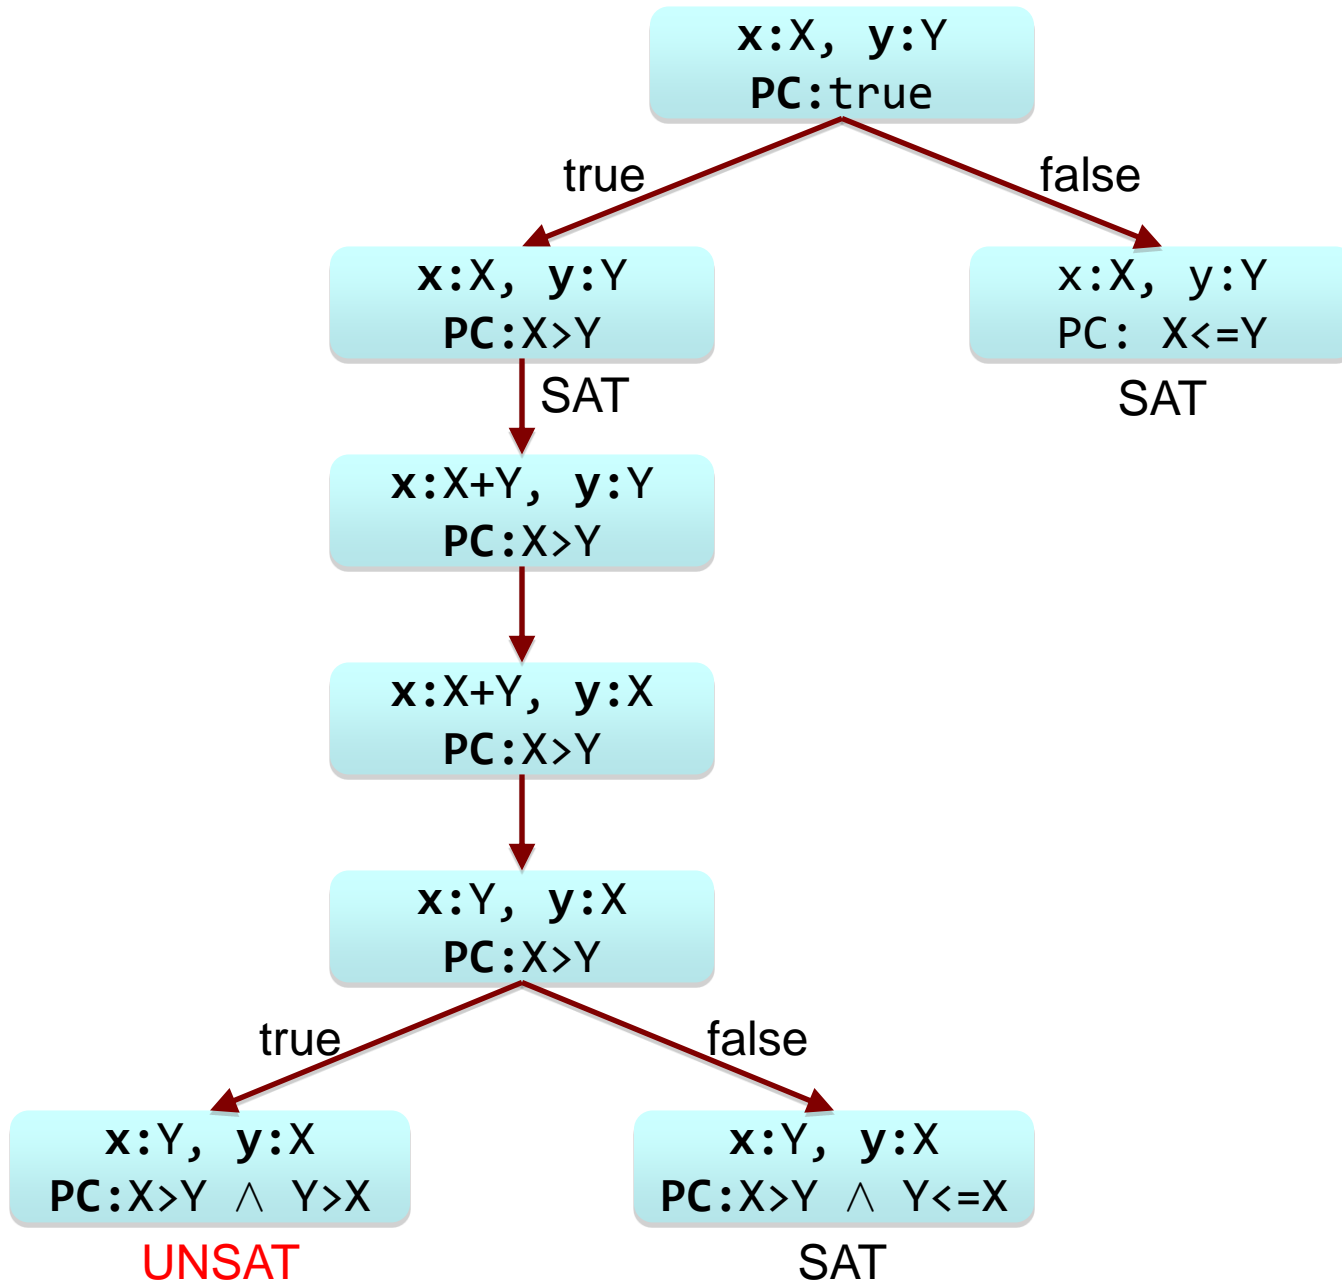 x:X, y:Y
PC:true
true
false
x:X, y:Y
PC:X>Y
x:X, y:Y
PC: X<=Y
SAT
SAT
x:X+Y, y:Y
PC:X>Y
x:X+Y, y:X
PC:X>Y
x:Y, y:X
PC:X>Y
true
false
x:Y, y:X
PC:X>Y ∧ Y>X
x:Y, y:X
PC:X>Y ∧ Y<=X
UNSAT
SAT